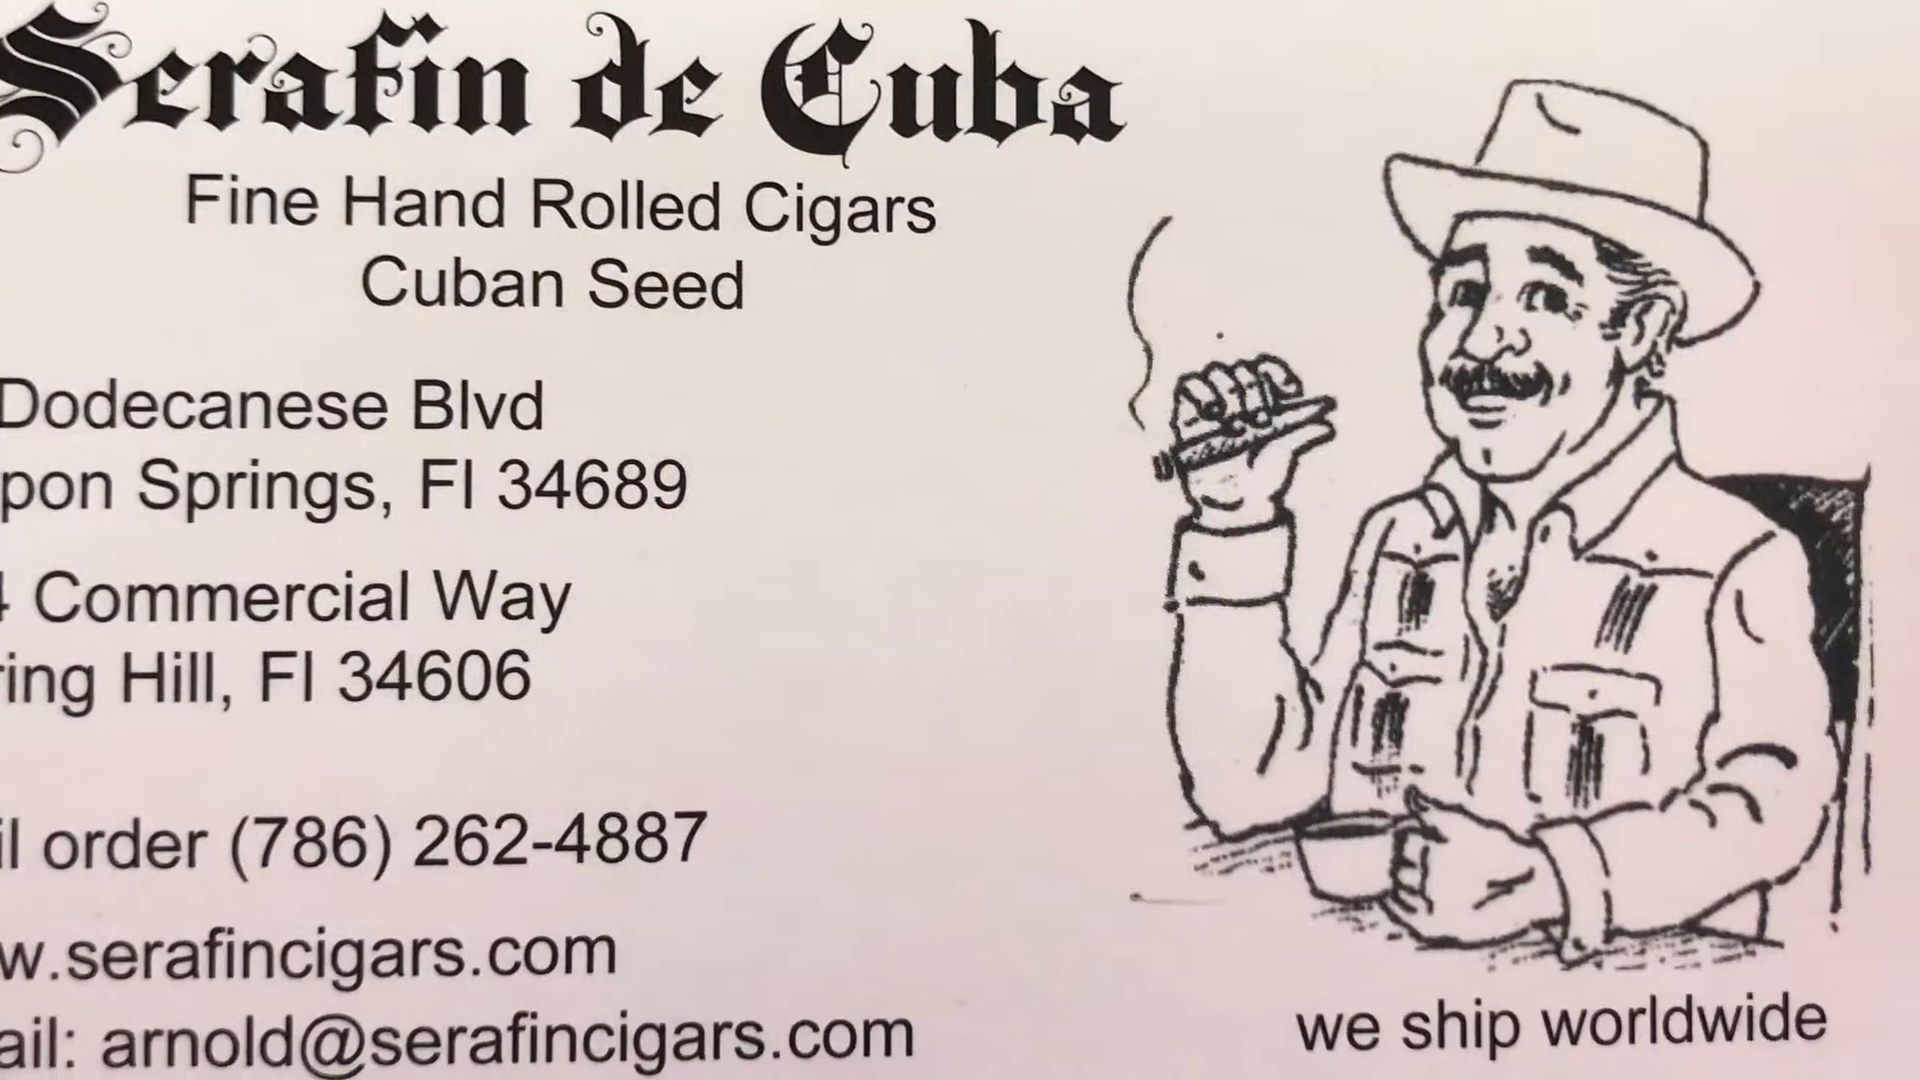 Serafin de Cuba
Fine Hand Rolled Cigars
Cuban Seed
Dodecanese Blvd
pon Springs, Fl 34689
4 Commercial Way
ring Hill, Fl 34606
il order (786) 262-4887
w.serafincigars.com
ail: arnold@serafincigars.com
we ship worldwide